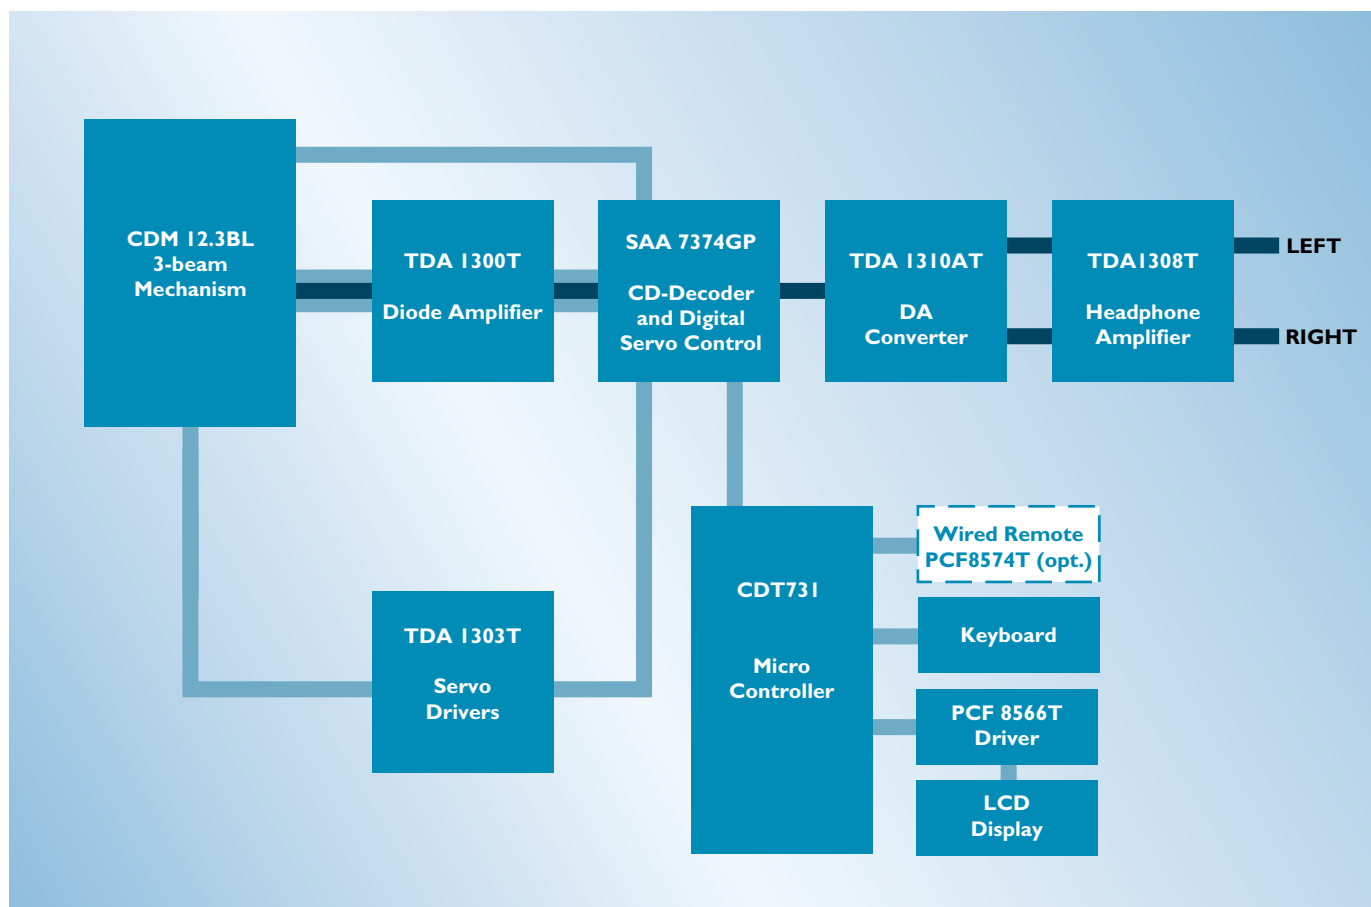 CDM 12.3BL
3-beam
Mechanism
TDA 1300T
Diode Amplifier
SAA 7374GP
CD-Decoder
and Digital
Servo Control
TDA 1310AT
DA
Converter
TDA1308T
Headphone
Amplifier
LEFT
RIGHT
TDA 1303T
Servo
Drivers
CDT731
Micro
Controller
Wired Remote
PCF8574T (opt.)
Keyboard
PCF 8566T
Driver
LCD
Display